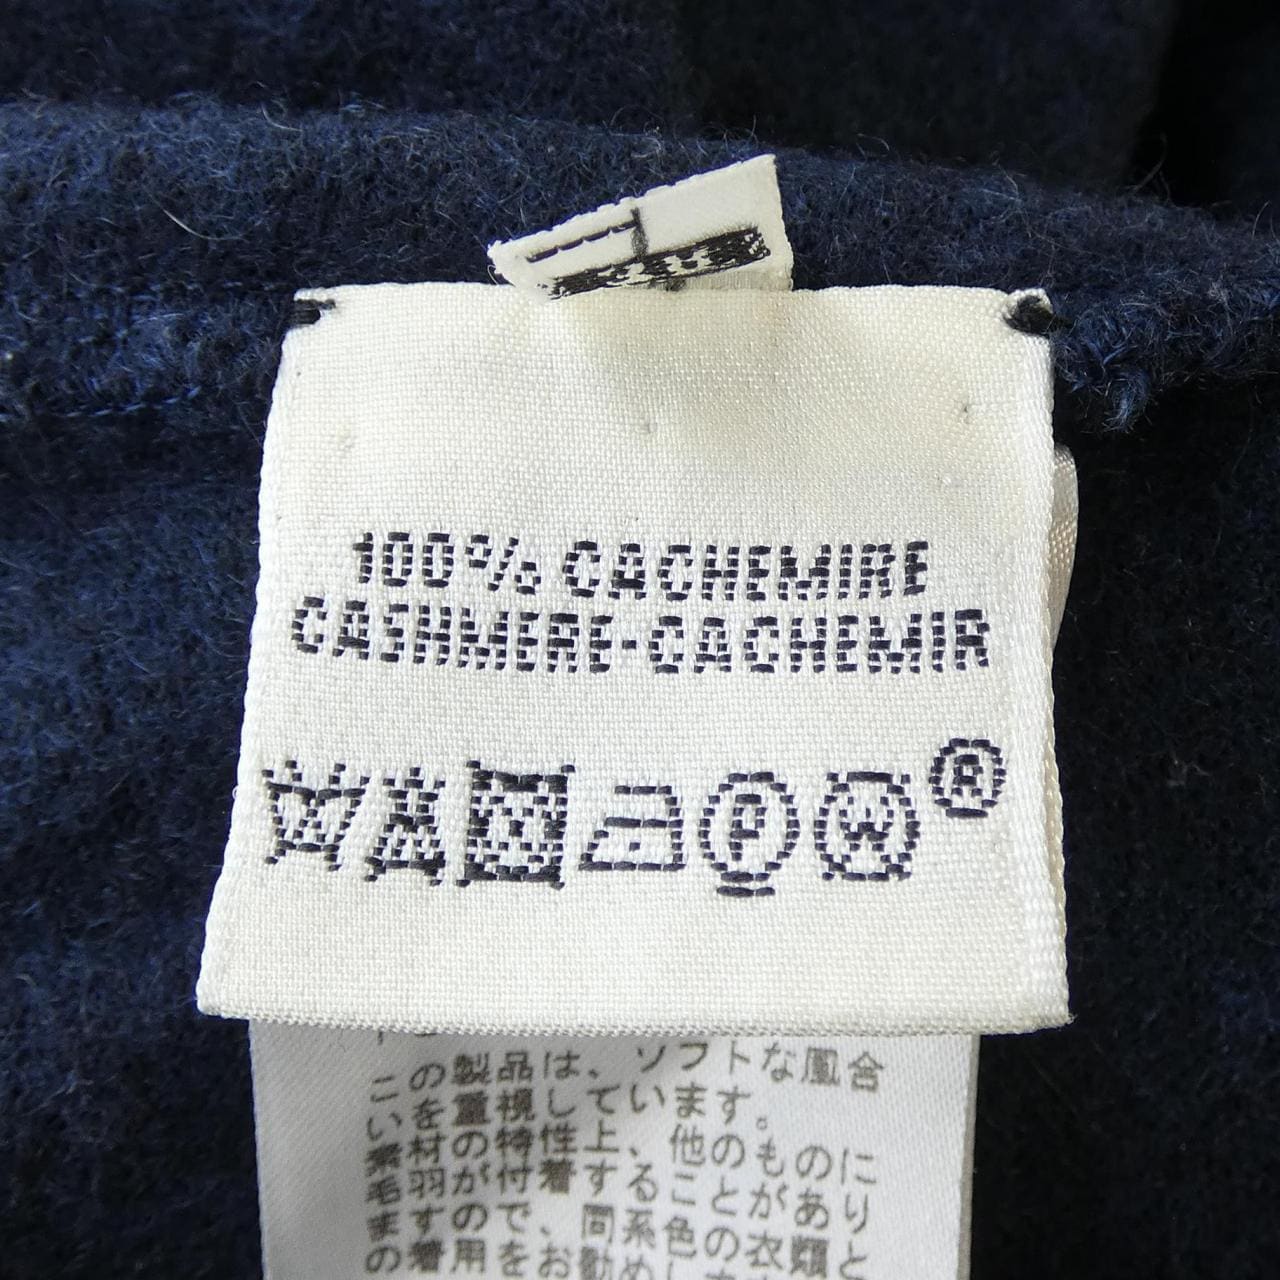 100% CACHEMIRE
CASHMERE-CACHEMIR
P W R
この製品は、ソフトな風合
いを重視しています。
素材の特性上、他のものに
毛羽が付着することがあり
ますので、同系色の衣類と
の着用をお勧めし